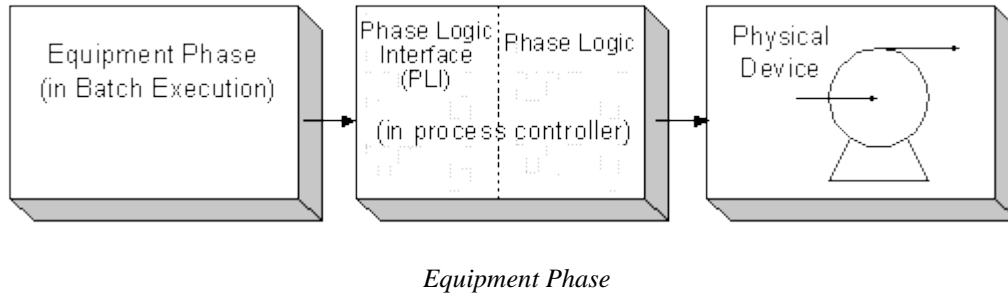 Equipment Phase
(in Batch Execution)
Phase Logic
Interface
(PLI)
Phase Logic
(in process controller)
Physical
Device
Equipment Phase